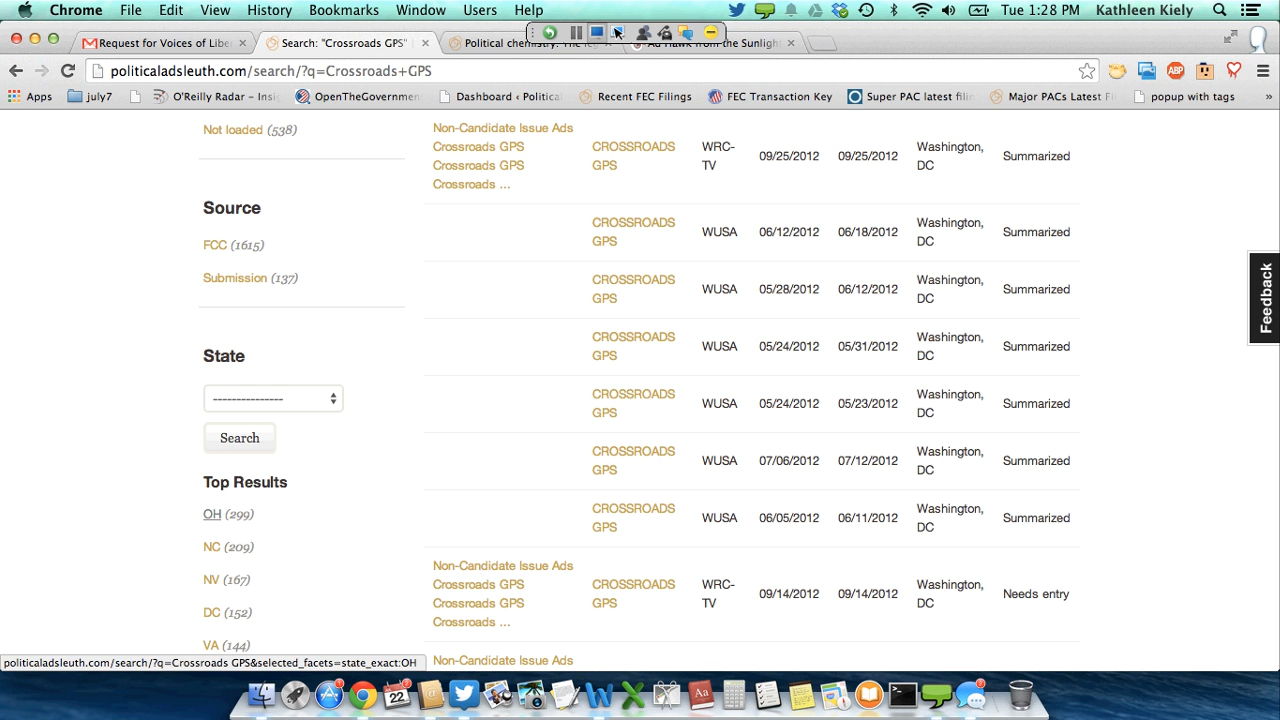 Chrome File Edit View History Bookmarks Window Users Help Tue 1:28 PM Kathleen Kiely
Request for Voices of Liber Search: "Crossroads GPS" Political chemistry: The leg Ad Hawk from the Sunlight
politicaladsleuth.com/search/?q=Crossroads+GPS
Apps july7 O'Reilly Radar - Insi OpenTheGovernmen Dashboard ‹ Political Recent FEC Filings FEC Transaction Key Super PAC latest filin Major PACs Latest F popup with tags »
Not loaded (538)
Source
FCC (1615)
Submission (137)
State
---------------
Search
Top Results
OH (299)
NC (209)
NV (167)
DC (152)
VA (144)
Non-Candidate Issue Ads
Crossroads GPS
Crossroads GPS
Crossroads ...
CROSSROADS
GPS
WRC-
TV
09/25/2012 09/25/2012
Washington,
DC
Summarized
CROSSROADS
GPS
WUSA 06/12/2012 06/18/2012
Washington,
DC
Summarized
CROSSROADS
GPS
WUSA 05/28/2012 06/12/2012
Washington,
DC
Summarized
CROSSROADS
GPS
WUSA 05/24/2012 05/31/2012
Washington,
DC
Summarized
CROSSROADS
GPS
WUSA 05/24/2012 05/23/2012
Washington,
DC
Summarized
CROSSROADS
GPS
WUSA 07/06/2012 07/12/2012
Washington,
DC
Summarized
CROSSROADS
GPS
WUSA 06/05/2012 06/11/2012
Washington,
DC
Summarized
Non-Candidate Issue Ads
Crossroads GPS
Crossroads GPS
Crossroads ...
CROSSROADS
GPS
WRC-
TV
09/14/2012 09/14/2012
Washington,
DC
Needs entry
Non-Candidate Issue Ads
Feedback
politicaladsleuth.com/search/?q=Crossroads GPS&selected_facets=state_exact:OH
ABP
22